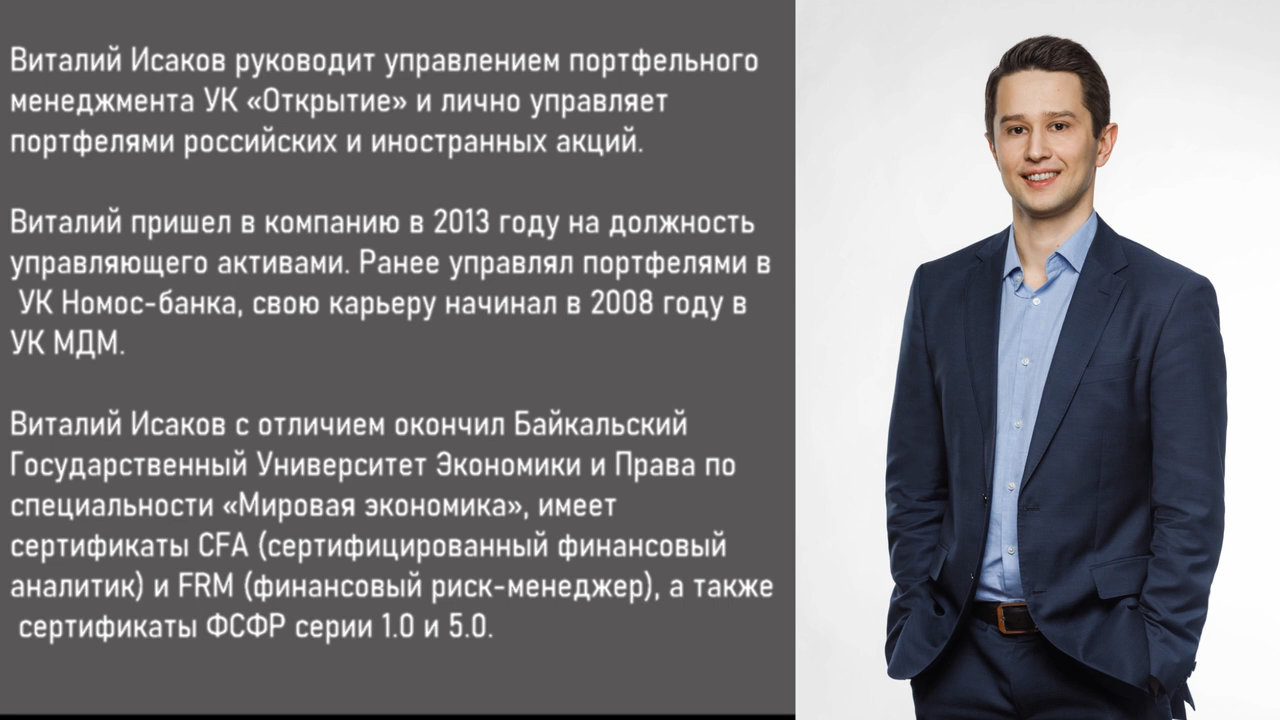 Виталий Исаков руководит управлением портфельного
менеджмента УК «Открытие» и лично управляет
портфелями российских и иностранных акций.
Виталий пришел в компанию в 2013 году на должность
управляющего активами. Ранее управлял портфелями в
УК Номос-банка, свою карьеру начинал в 2008 году в
УК МДМ.
Виталий Исаков с отличием окончил Байкальский
Государственный Университет Экономики и Права по
специальности «Мировая экономика», имеет
сертификаты CFA (сертифицированный финансовый
аналитик) и FRM (финансовый риск-менеджер), а также
сертификаты ФСФР серии 1.0 и 5.0.